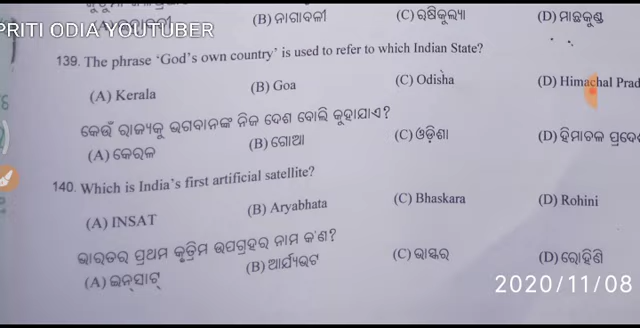 PRITI ODIA YOUTUBER
(B) ନାଗାବଳୀ (C) ଋଷିକୁଲ୍ୟା (D) ମାଛକୁଣ୍ଡ
139. The phrase ‘God’s own country’ is used to refer to which Indian State?
(A) Kerala (B) Goa (C) Odisha (D) Himachal Prad
କେଉଁ ରାଜ୍ୟକୁ ଭଗବାନଙ୍କ ନିଜ ଦେଶ ବୋଲି କୁହାଯାଏ?
(A) କେରଳ (B) ଗୋଆ (C) ଓଡ଼ିଶା (D) ହିମାଚଳ ପ୍ରଦେ
140. Which is India’s first artificial satellite?
(A) INSAT (B) Aryabhata (C) Bhaskara (D) Rohini
ଭାରତର ପ୍ରଥମ କୃତ୍ରିମ ଉପଗ୍ରହର ନାମ କ’ଣ?
(A) ଇନ୍‌ସାଟ୍ (B) ଆର୍ଯ୍ୟଭଟ (C) ଭାସ୍କର (D) ରୋହିଣି
2020/11/08